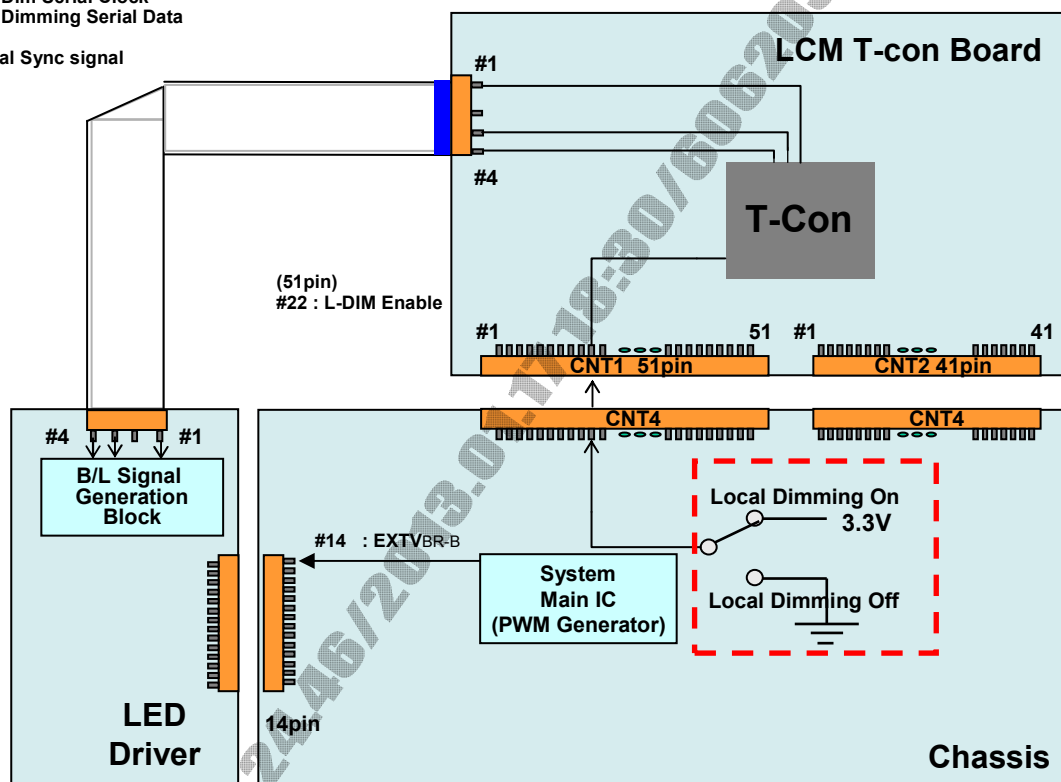 Dimming Serial Data
al Sync signal
LCM T-con Board
#1
#4
T-Con
(51pin)
#22 : L-DIM Enable
#1
51
#1
41
CNT1 51pin
CNT2 41pin
CNT4
CNT4
#4
#1
B/L Signal
Generation
Block
Local Dimming On
3.3V
#14 : EXTVBR-B
System
Main IC
(PWM Generator)
Local Dimming Off
14pin
LED
Driver
Chassis